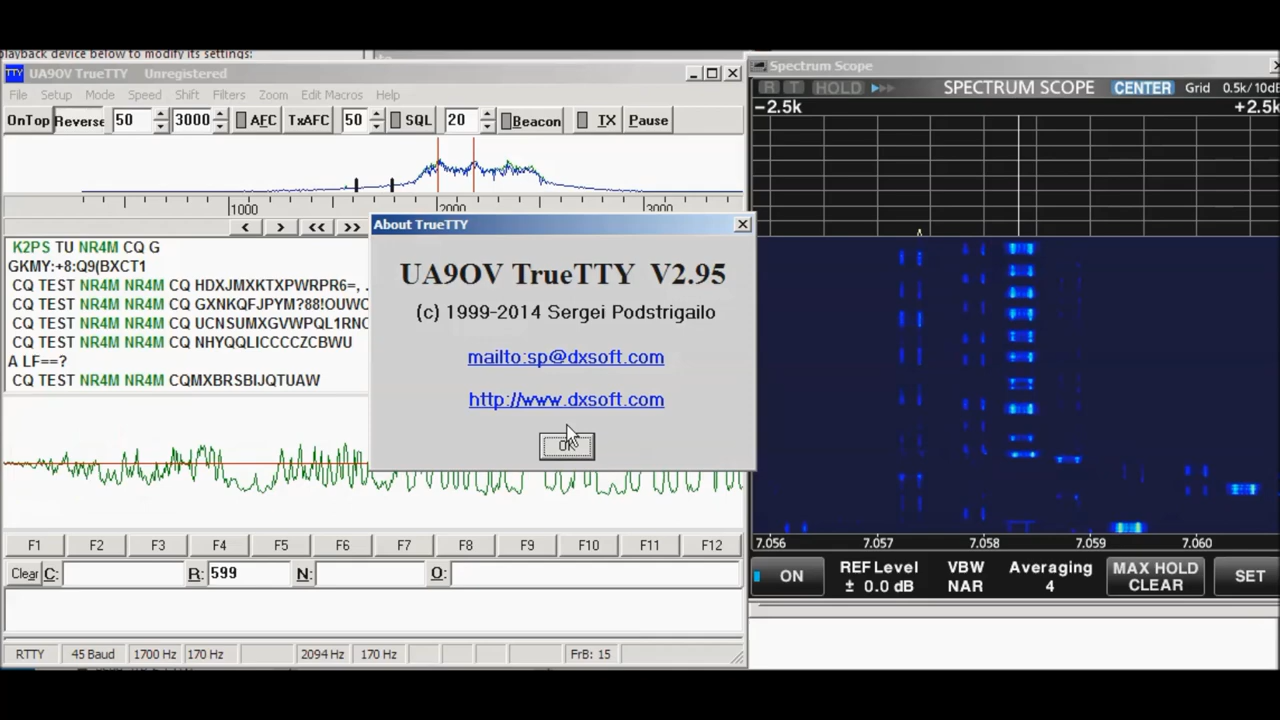 playback device below to modify its settings:
TTY UA9OV TrueTTY Unregistered
File Setup Mode Speed Shift Filters Zoom Edit Macros Help
OnTop Reverse 50 3000 AFC TxAFC 50 SQL 20 Beacon TX Pause
1000 2000 3000
< > << >>
K2PS TU NR4M CQ G
GKMY:+8:Q9(BXCT1
CQ TEST NR4M NR4M CQ HDXJMXKTXPWRPR6=, .
CQ TEST NR4M NR4M CQ GXNKQFJPYM?88!OUWC
CQ TEST NR4M NR4M CQ UCNSUMXGVWPQL1RNC
CQ TEST NR4M NR4M CQ NHYQQLICCCCZCBWU
A LF==?
CQ TEST NR4M NR4M CQMXBRSBIJQTUAW
About TrueTTY
UA9OV TrueTTY V2.95
(c) 1999-2014 Sergei Podstrigailo
mailto:sp@dxsoft.com
http://www.dxsoft.com
OK
F1 F2 F3 F4 F5 F6 F7 F8 F9 F10 F11 F12
Clear C: R: 599 N: O:
RTTY 45 Baud 1700 Hz 170 Hz 2094 Hz 170 Hz FrB: 15
Spectrum Scope
R T HOLD SPECTRUM SCOPE CENTER Grid 0.5k/10dB
-2.5k +2.5k
7.056 7.057 7.058 7.059 7.060
ON REF Level VBW Averaging MAX HOLD SET
± 0.0 dB NAR 4 CLEAR